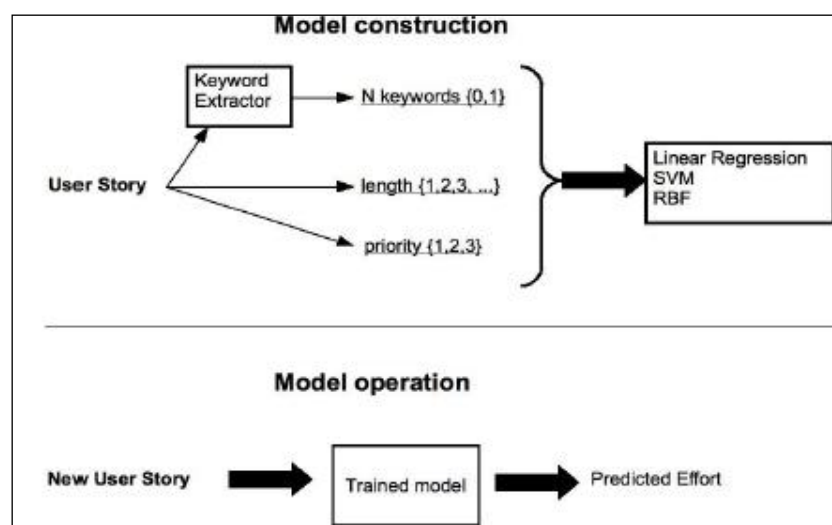 Model construction
Keyword
Extractor
N keywords {0,1}
User Story
length {1,2,3, ...}
priority {1,2,3}
Linear Regression
SVM
RBF
Model operation
New User Story
Trained model
Predicted Effort